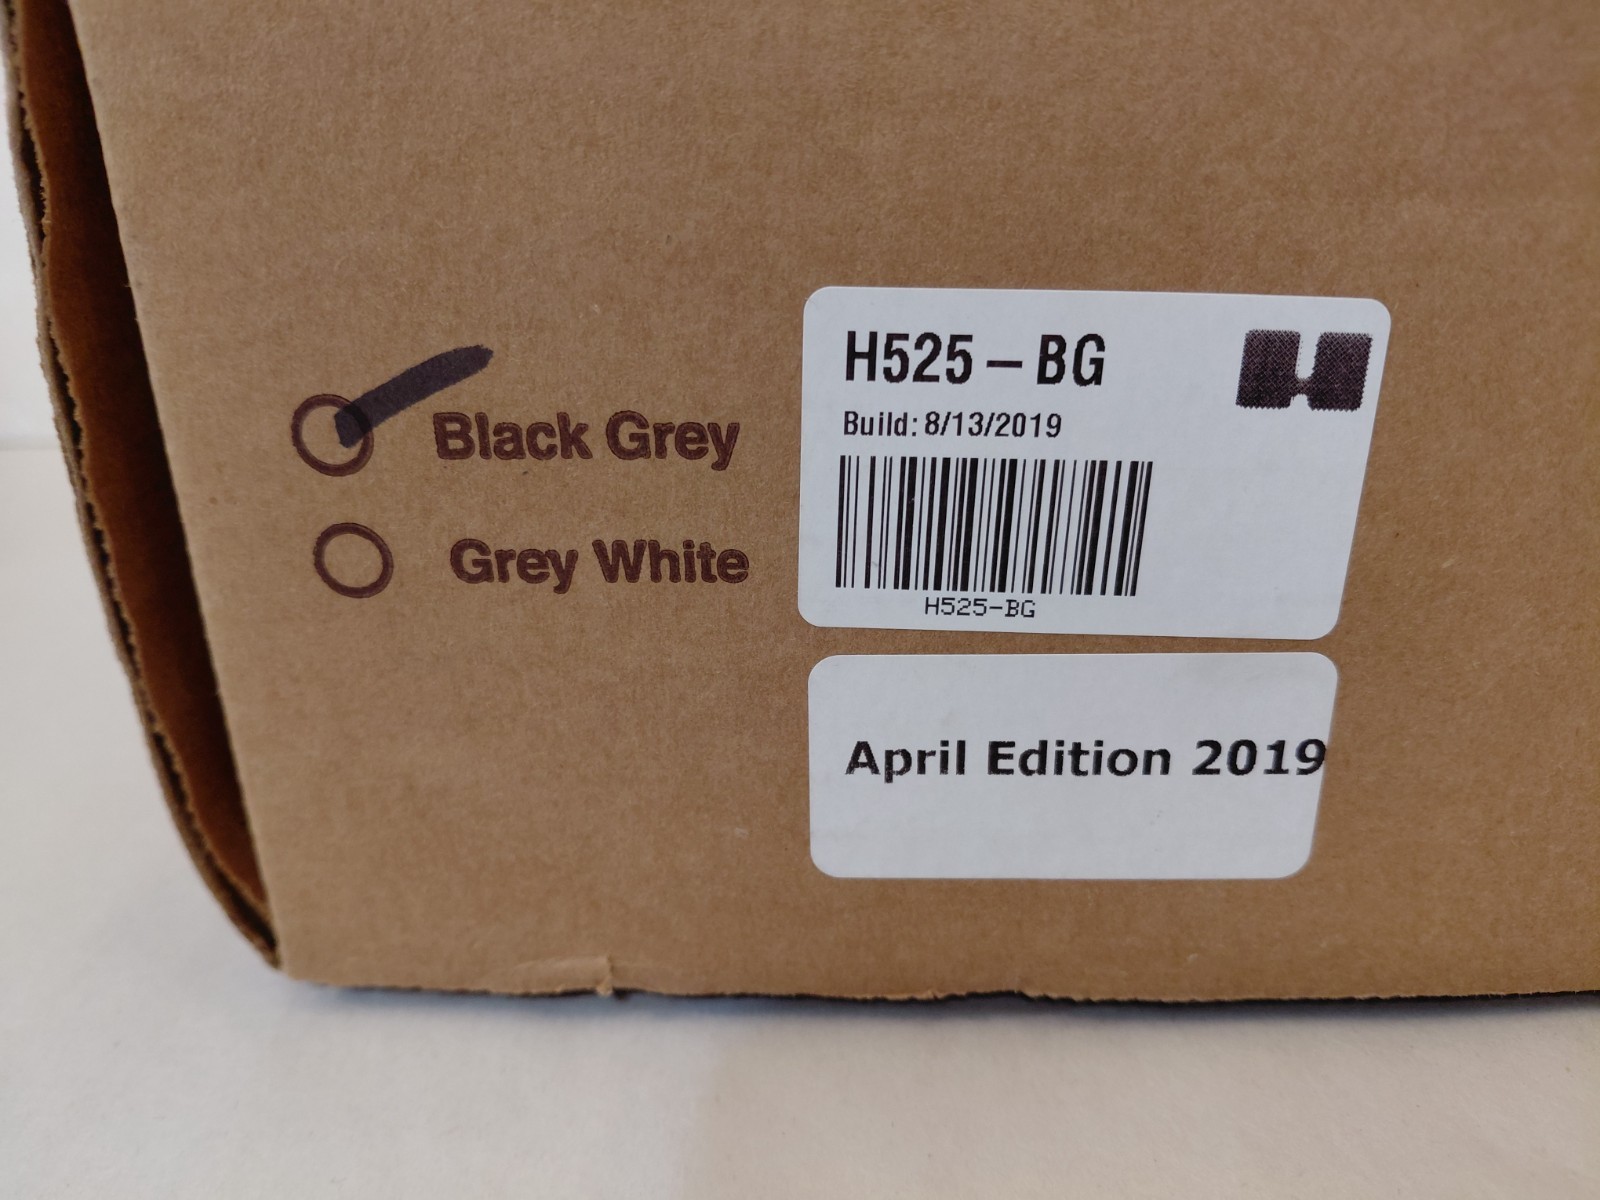 Black Grey
Grey White
H525 – BG
Build: 8/13/2019
H525-BG
April Edition 2019